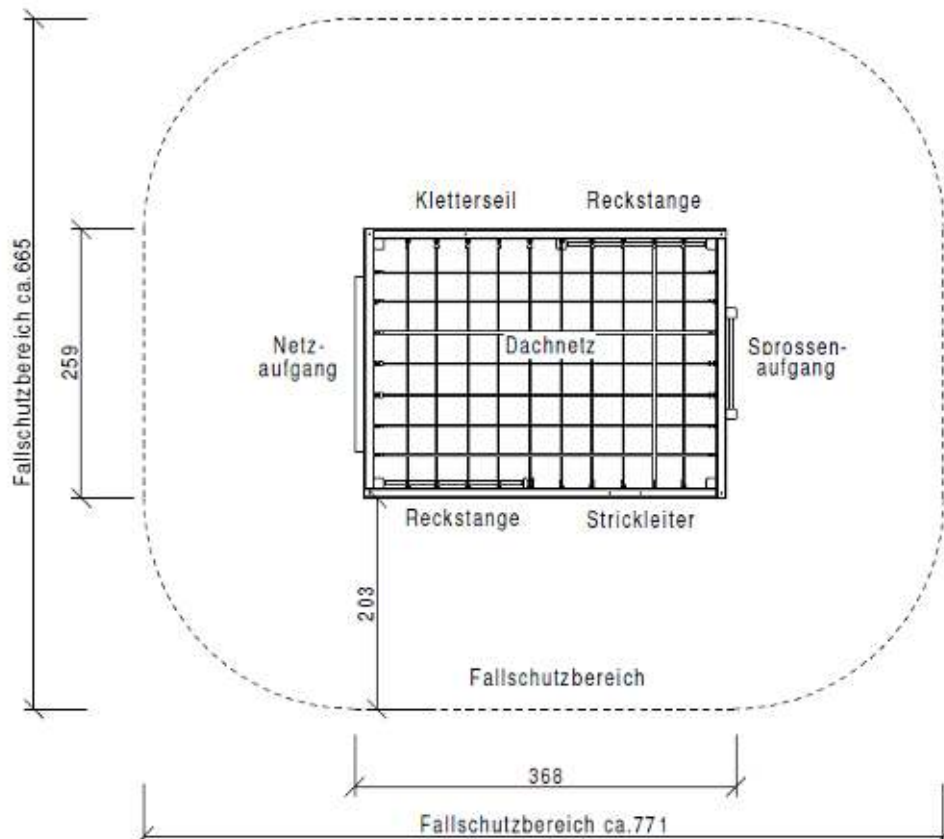 Kletterseil Reckstange
Fallschutzbereich ca.665
259
Netz-
aufgang
Dachnetz
Sprossen-
aufgang
Reckstange Strickleiter
203
Fallschutzbereich
368
Fallschutzbereich ca.771